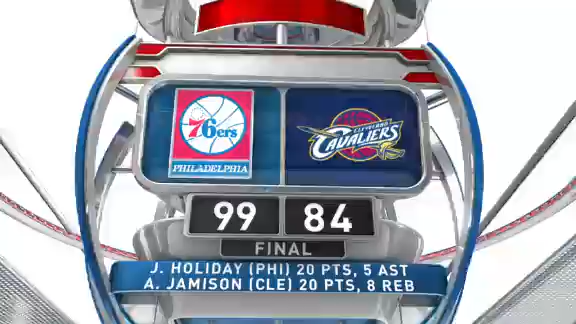 76ers
PHILADELPHIA
CLEVELAND
CAVALIERS
99 84
FINAL
J. HOLIDAY (PHI) 20 PTS, 5 AST
A. JAMISON (CLE) 20 PTS, 8 REB